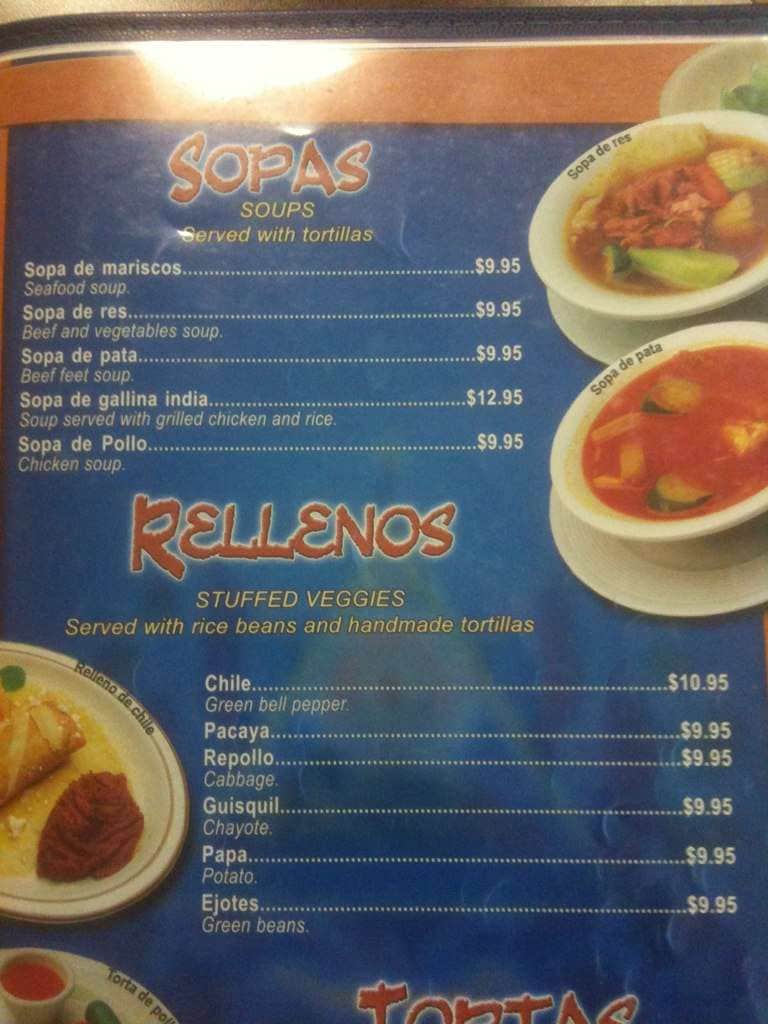 SOPAS
SOUPS
Served with tortillas
Sopa de res
Sopa de mariscos..............................................$9.95
Seafood soup.
Sopa de res.......................................................$9.95
Beef and vegetables soup.
Sopa de pata.....................................................$9.95
Beef feet soup.
Sopa de pata
Sopa de gallina india.........................................$12.95
Soup served with grilled chicken and rice.
Sopa de Pollo....................................................$9.95
Chicken soup.
RELLENOS
STUFFED VEGGIES
Served with rice beans and handmade tortillas
Relleno de chile
Chile.................................................................$10.95
Green bell pepper.
Pacaya................................................................$9.95
Repollo................................................................$9.95
Cabbage.
Guisquil...............................................................$9.95
Chayote.
Papa...................................................................$9.95
Potato.
Ejotes..................................................................$9.95
Green beans.
Torta de
TORTAS